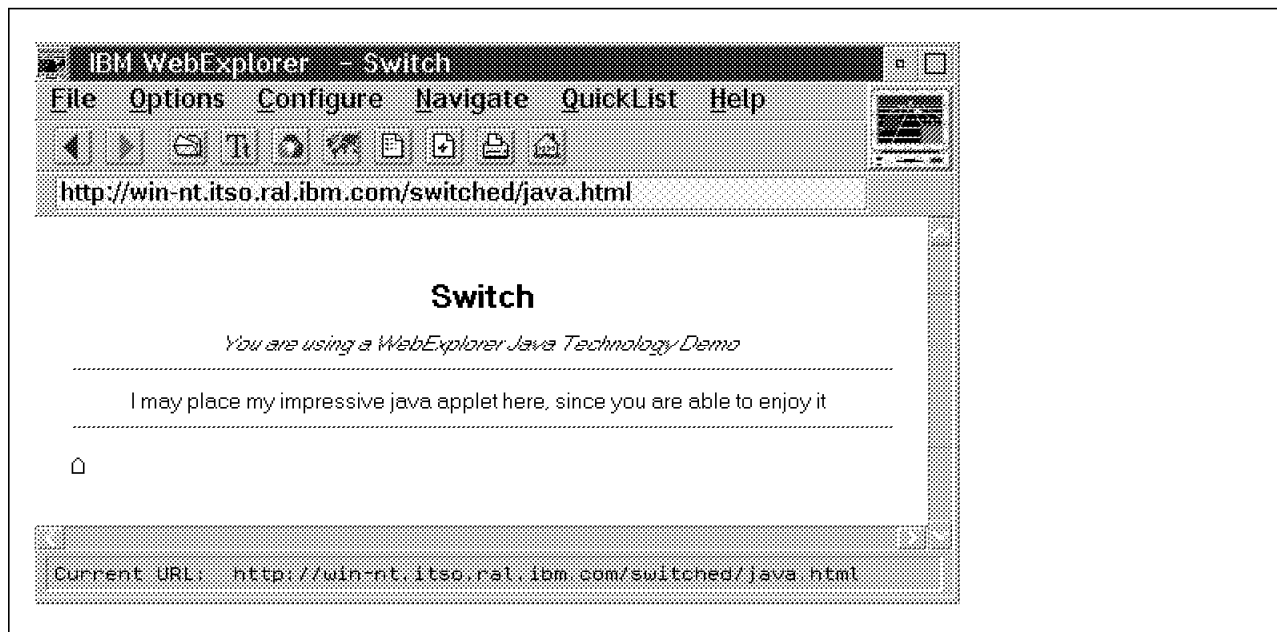 IBM WebExplorer - Switch
File Options Configure Navigate QuickList Help
Tt
http://win-nt.itso.ral.ibm.com/switched/java.html
Switch
You are using a WebExplorer Java Technology Demo
I may place my impressive java applet here, since you are able to enjoy it
Current URL: http://win-nt.itso.ral.ibm.com/switched/java.html